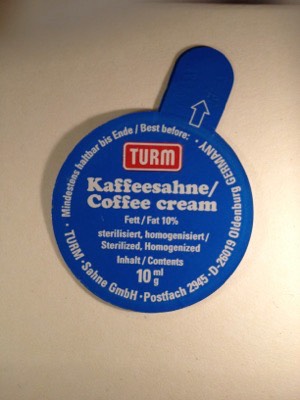 Mindestens haltbar bis Ende / Best before:
TURM
Kaffeesahne/
Coffee cream
Fett / Fat 10%
sterilisiert, homogenisiert /
Sterilized, Homogenized
Inhalt / Contents
10 ml
g
TURM-Sahne GmbH · Postfach 2945 · D-26019 Oldenburg GERMANY ·